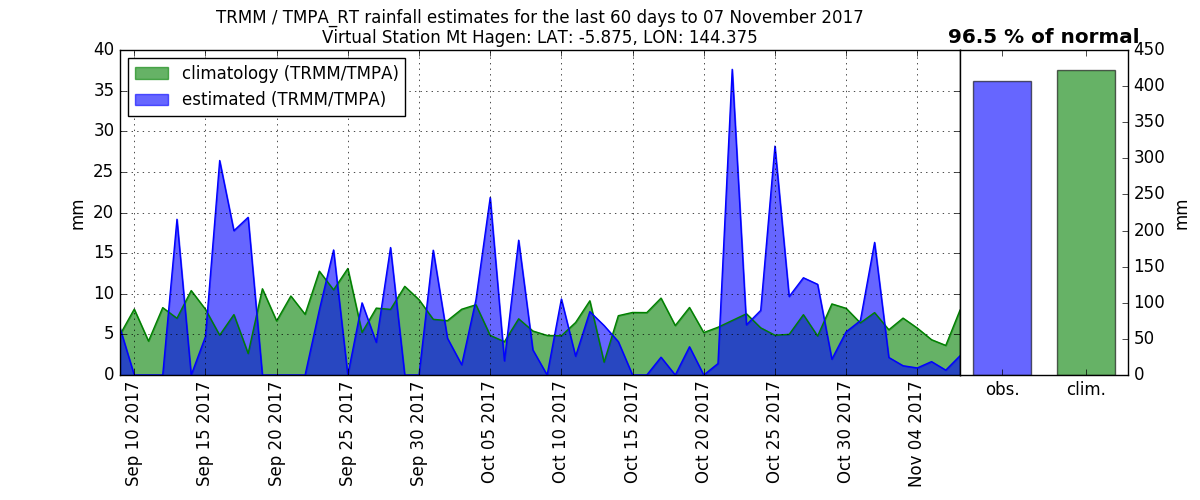 TRMM / TMPA_RT rainfall estimates for the last 60 days to 07 November 2017
Virtual Station Mt Hagen: LAT: -5.875, LON: 144.375
96.5 % of normal
climatology (TRMM/TMPA)
estimated (TRMM/TMPA)
mm
40
35
30
25
20
15
10
5
0
Sep 10 2017
Sep 15 2017
Sep 20 2017
Sep 25 2017
Sep 30 2017
Oct 05 2017
Oct 10 2017
Oct 15 2017
Oct 20 2017
Oct 25 2017
Oct 30 2017
Nov 04 2017
obs.
clim.
450
400
350
300
250
200
150
100
50
0
mm